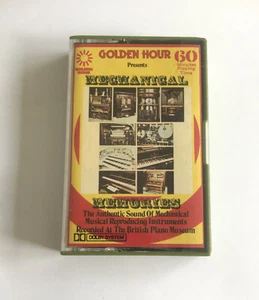 GOLDEN HOUR 60
Presents
Minutes Playing Time
MECHANICAL
MEMORIES
The Authentic Sound Of Mechanical
Musical Reproducing Instruments
Recorded At The British Piano Museum
DOLBY SYSTEM